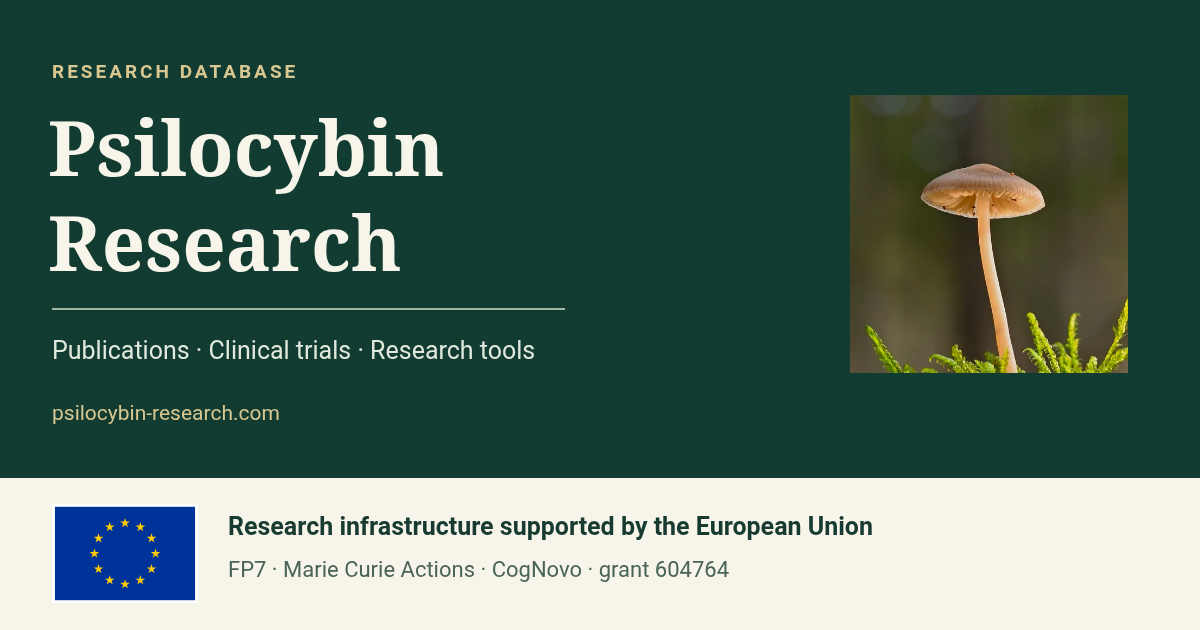 RESEARCH DATABASE
Psilocybin
Research
Publications · Clinical trials · Research tools
psilocybin-research.com
Research infrastructure supported by the European Union
FP7 · Marie Curie Actions · CogNovo · grant 604764